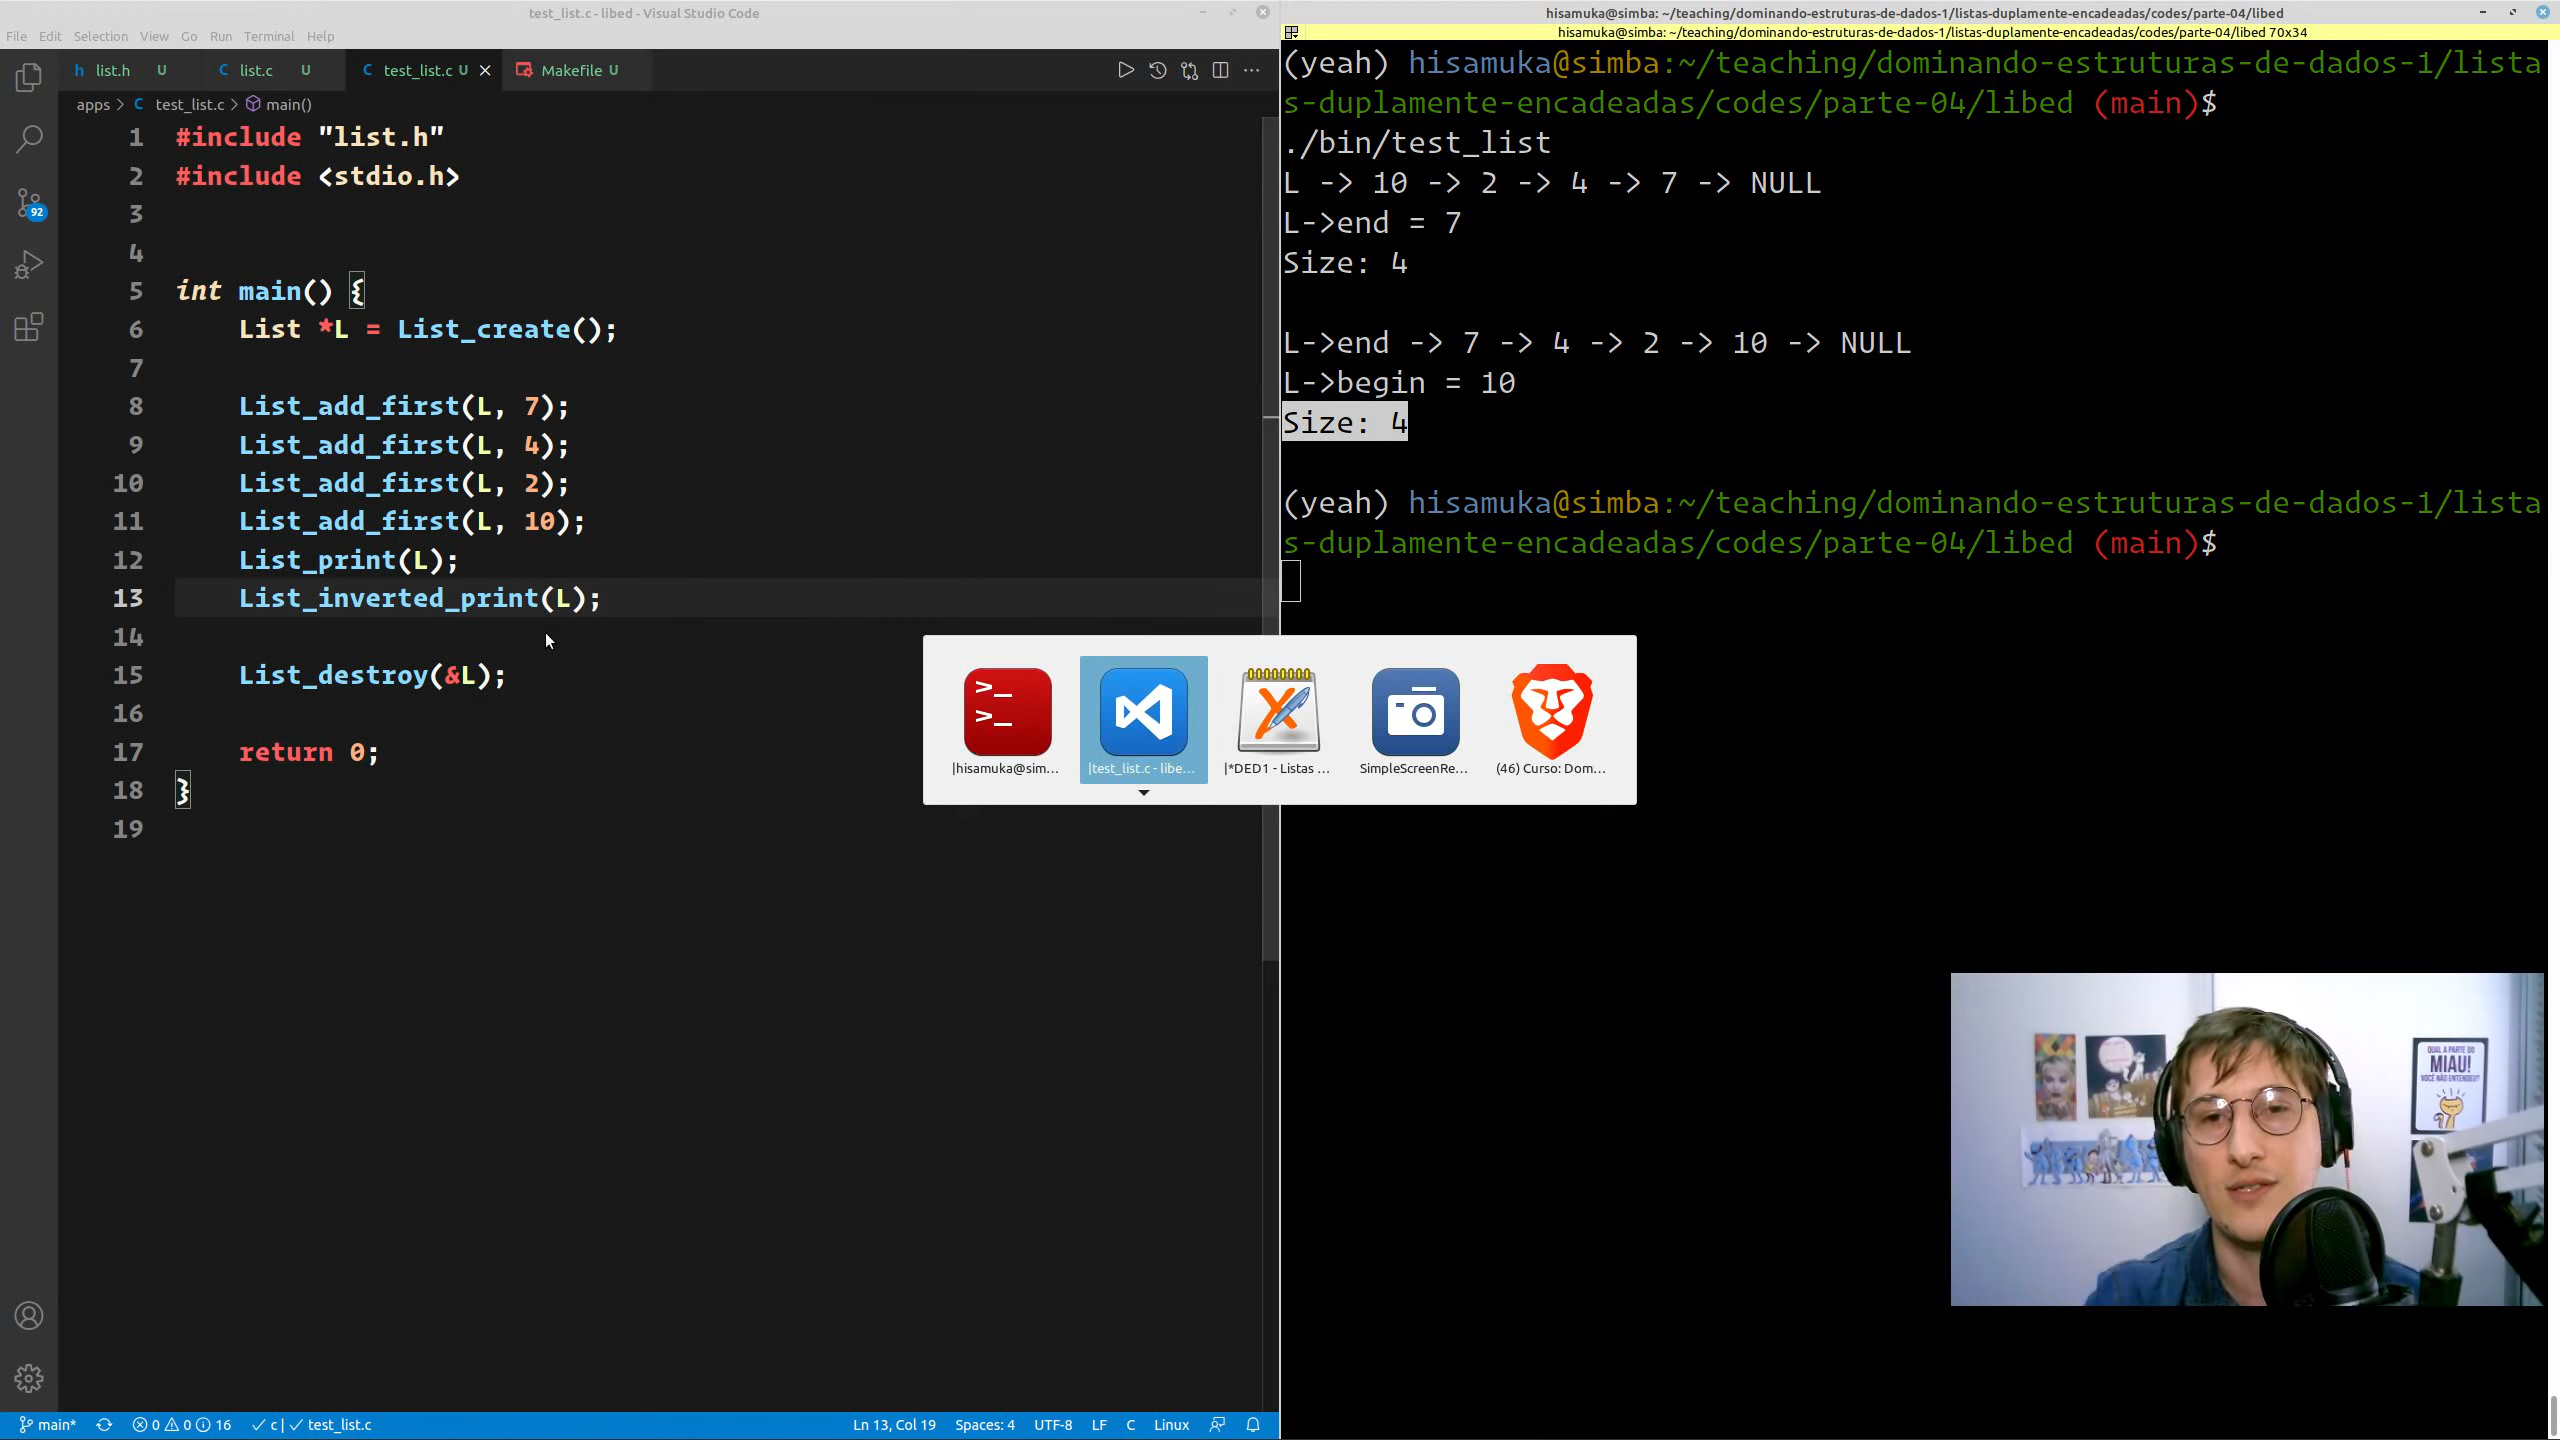 test_list.c - libed - Visual Studio Code
File Edit Selection View Go Run Terminal Help
h list.h U
C list.c U
C test_list.c U
Makefile U
apps > C test_list.c > main()
92
1 #include "list.h"
2 #include <stdio.h>
3
4
5 int main() {
6 List *L = List_create();
7
8 List_add_first(L, 7);
9 List_add_first(L, 4);
10 List_add_first(L, 2);
11 List_add_first(L, 10);
12 List_print(L);
13 List_inverted_print(L);
14
15 List_destroy(&L);
16
17 return 0;
18 }
19
main* 0 0 16 c | test_list.c
Ln 13, Col 19 Spaces: 4 UTF-8 LF C Linux
hisamuka@simba: ~/teaching/dominando-estruturas-de-dados-1/listas-duplamente-encadeadas/codes/parte-04/libed
hisamuka@simba: ~/teaching/dominando-estruturas-de-dados-1/listas-duplamente-encadeadas/codes/parte-04/libed 70x34
(yeah) hisamuka@simba:~/teaching/dominando-estruturas-de-dados-1/lista
s-duplamente-encadeadas/codes/parte-04/libed (main)$
./bin/test_list
L -> 10 -> 2 -> 4 -> 7 -> NULL
L->end = 7
Size: 4
L->end -> 7 -> 4 -> 2 -> 10 -> NULL
L->begin = 10
Size: 4
(yeah) hisamuka@simba:~/teaching/dominando-estruturas-de-dados-1/lista
s-duplamente-encadeadas/codes/parte-04/libed (main)$
|hisamuka@sim...
|test_list.c - libe...
|*DED1 - Listas ...
SimpleScreenRe...
(46) Curso: Dom...
QUAL A PARTE DO
MIAU!
VOCÊ NÃO ENTENDEU?